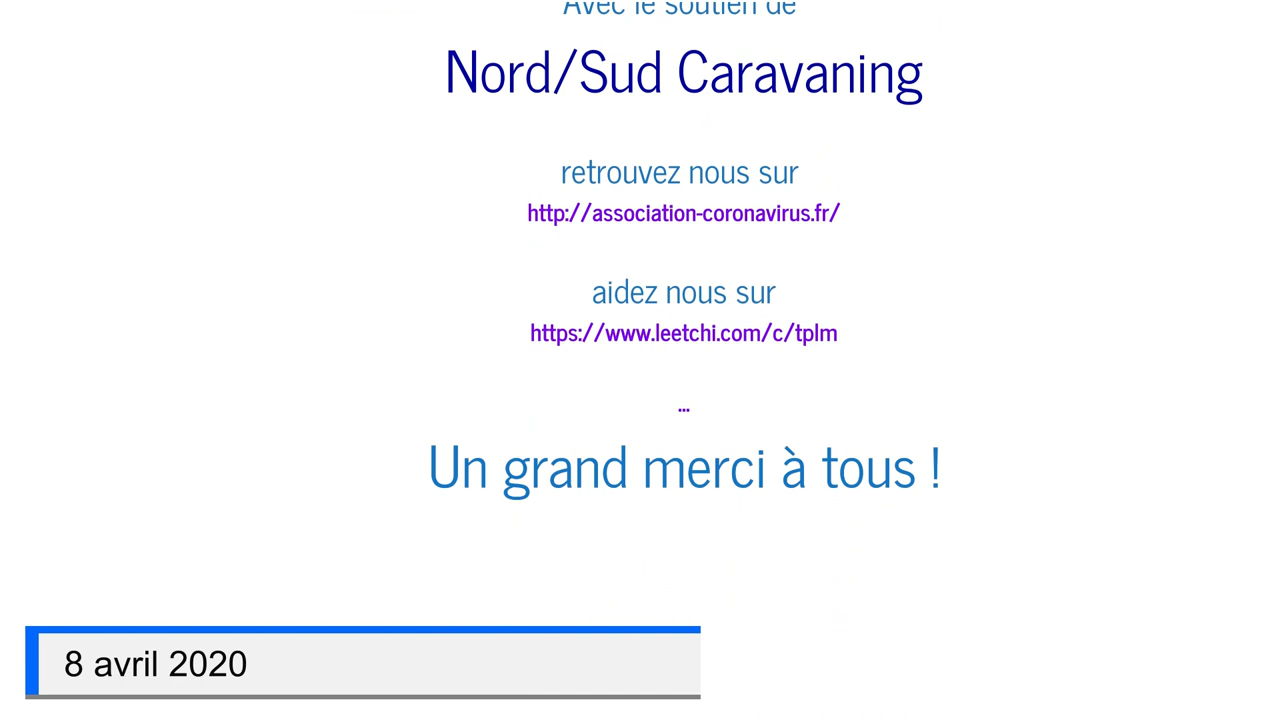 Avec le soutien de
Nord/Sud Caravaning
retrouvez nous sur
http://association-coronavirus.fr/
aidez nous sur
https://www.leetchi.com/c/tplm
...
Un grand merci à tous !
8 avril 2020